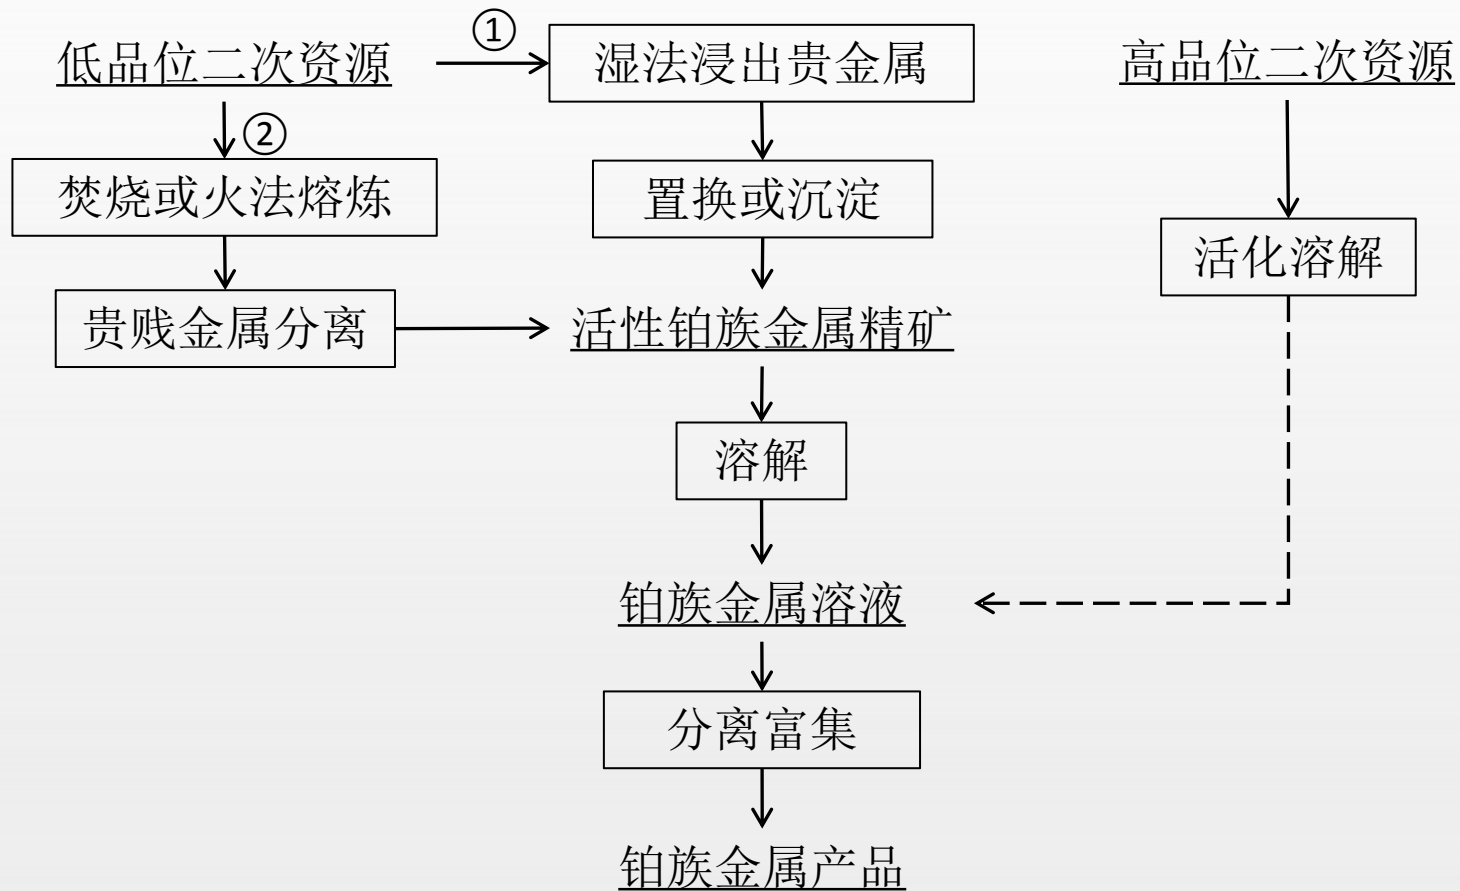 低品位二次资源
①
湿法浸出贵金属
高品位二次资源
②
焚烧或火法熔炼
置换或沉淀
活化溶解
贵贱金属分离
活性铂族金属精矿
溶解
铂族金属溶液
分离富集
铂族金属产品